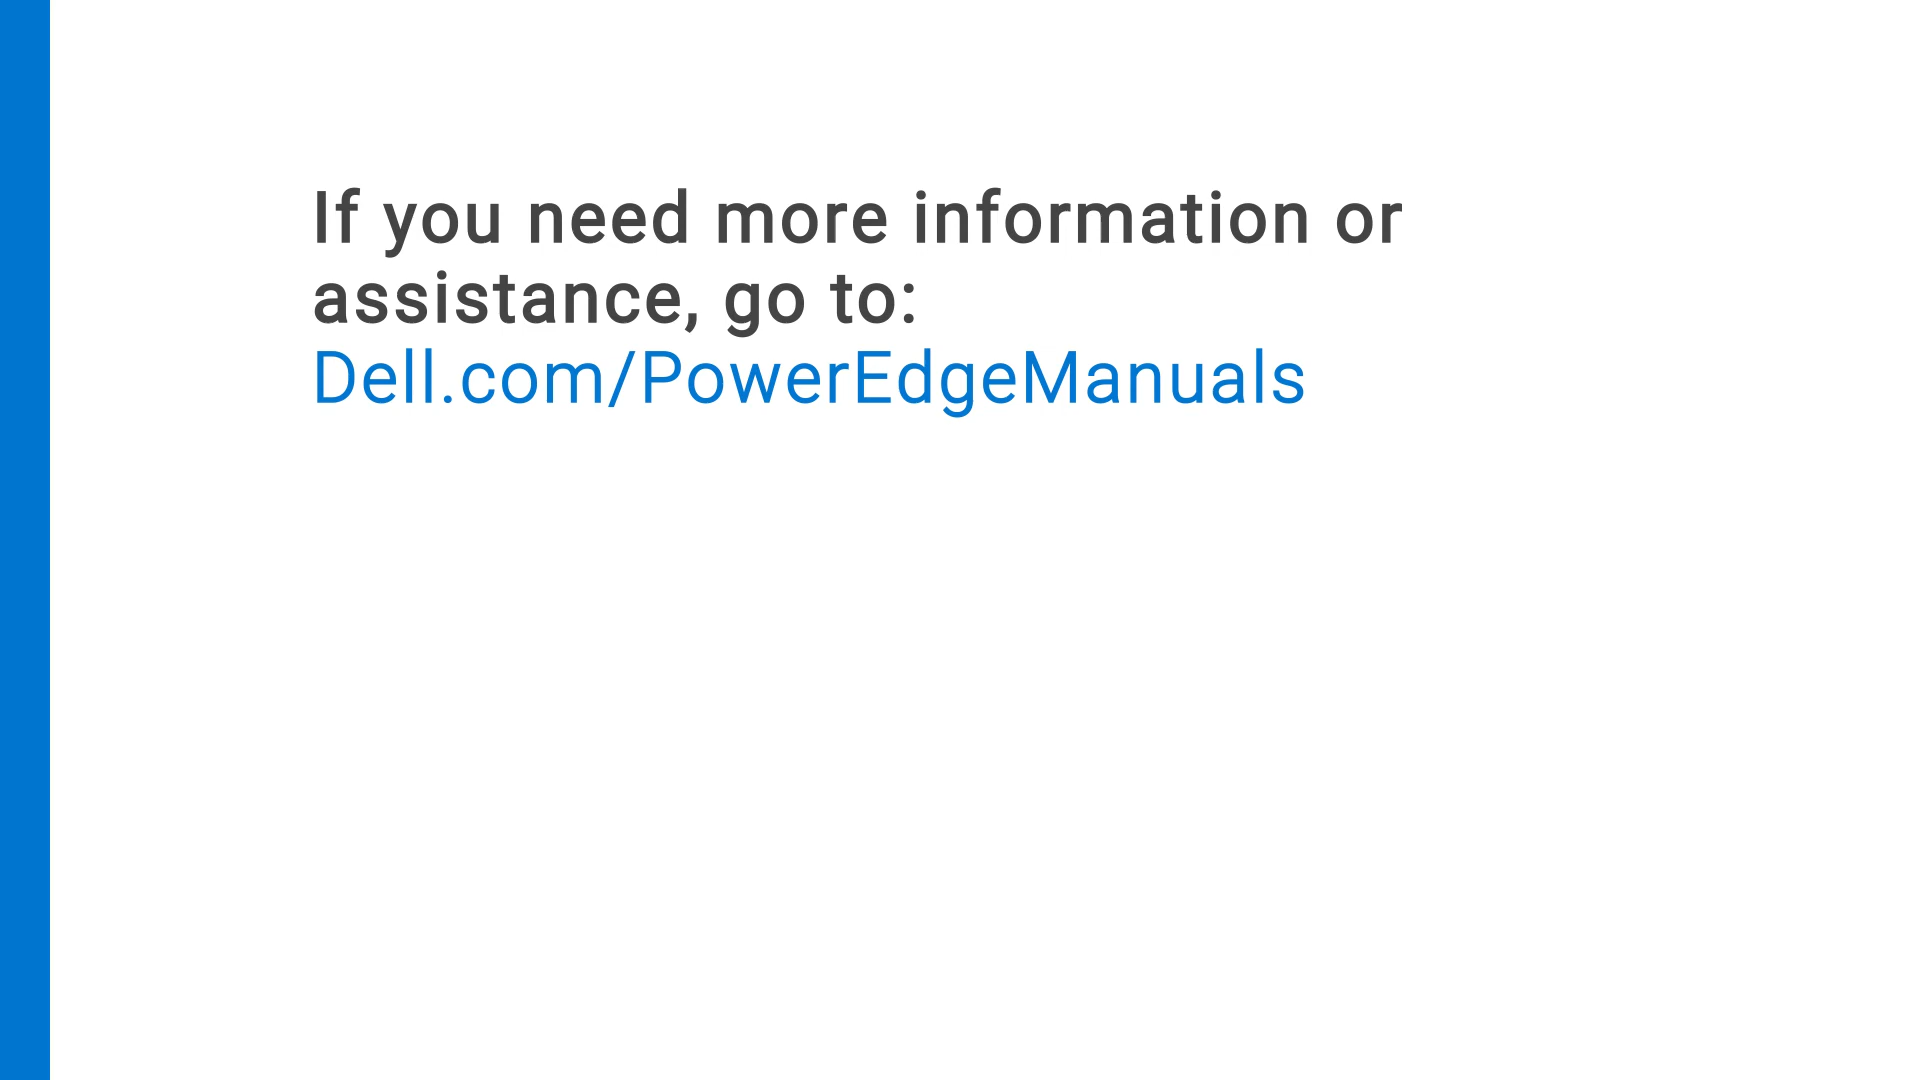 If you need more information or
assistance, go to:
Dell.com/PowerEdgeManuals